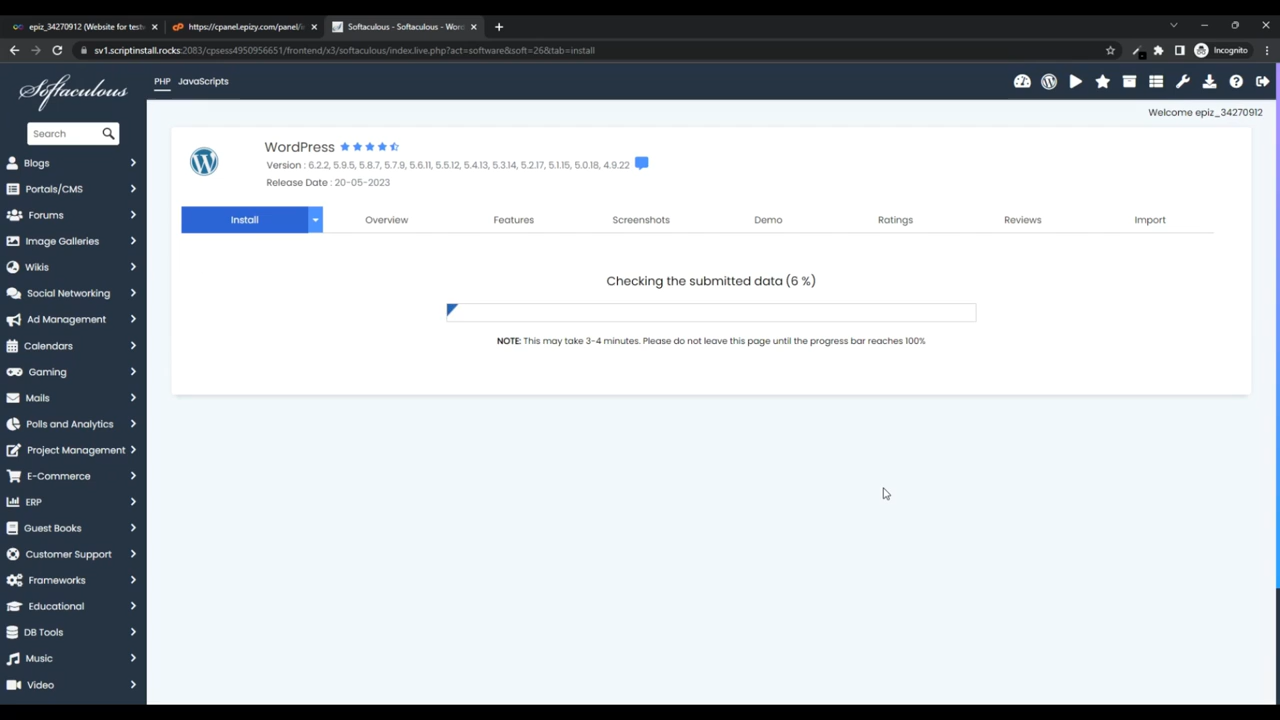 epiz_34270912 (Website for test
https://cpanel.epizy.com/panel/
Softaculous - Softaculous - Wor
sv1.scriptinstall.rocks:2083/cpsess4950956651/frontend/x3/softaculous/index.live.php?act=software&soft=26&tab=install
Incognito
Softaculous
PHP
JavaScripts
Welcome epiz_34270912
Search
Blogs
Portals/CMS
Forums
Image Galleries
Wikis
Social Networking
Ad Management
Calendars
Gaming
Mails
Polls and Analytics
Project Management
E-Commerce
ERP
Guest Books
Customer Support
Frameworks
Educational
DB Tools
Music
Video
WordPress
Version : 6.2.2, 5.9.5, 5.8.7, 5.7.9, 5.6.11, 5.5.12, 5.4.13, 5.3.14, 5.2.17, 5.1.15, 5.0.18, 4.9.22
Release Date : 20-05-2023
Install
Overview
Features
Screenshots
Demo
Ratings
Reviews
Import
Checking the submitted data (6 %)
NOTE: This may take 3-4 minutes. Please do not leave this page until the progress bar reaches 100%